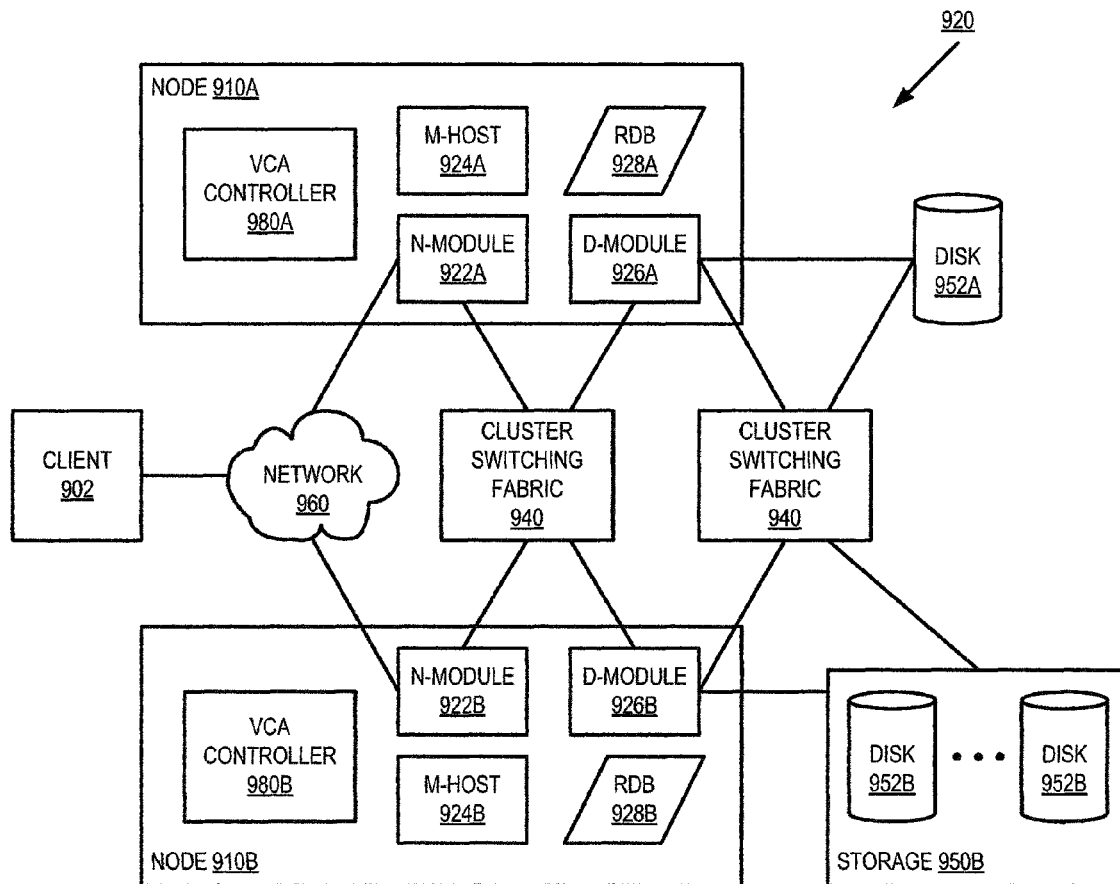 920
NODE 910A
VCA
CONTROLLER
980A
M-HOST
924A
RDB
928A
N-MODULE
922A
D-MODULE
926A
DISK
952A
CLIENT
902
NETWORK
960
CLUSTER
SWITCHING
FABRIC
940
CLUSTER
SWITCHING
FABRIC
940
N-MODULE
922B
D-MODULE
926B
VCA
CONTROLLER
980B
M-HOST
924B
RDB
928B
NODE 910B
DISK
952B
DISK
952B
STORAGE 950B